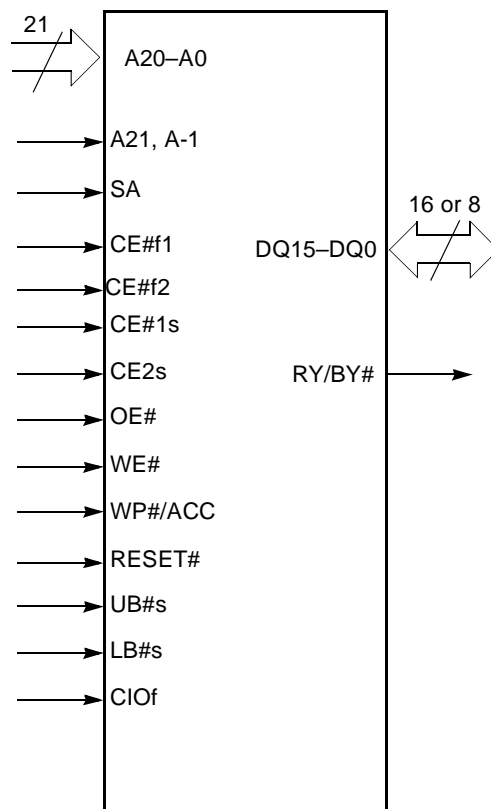 21
A20–A0
A21, A-1
SA
16 or 8
CE#f1
DQ15–DQ0
CE#f2
CE#1s
CE2s
RY/BY#
OE#
WE#
WP#/ACC
RESET#
UB#s
LB#s
CIOf